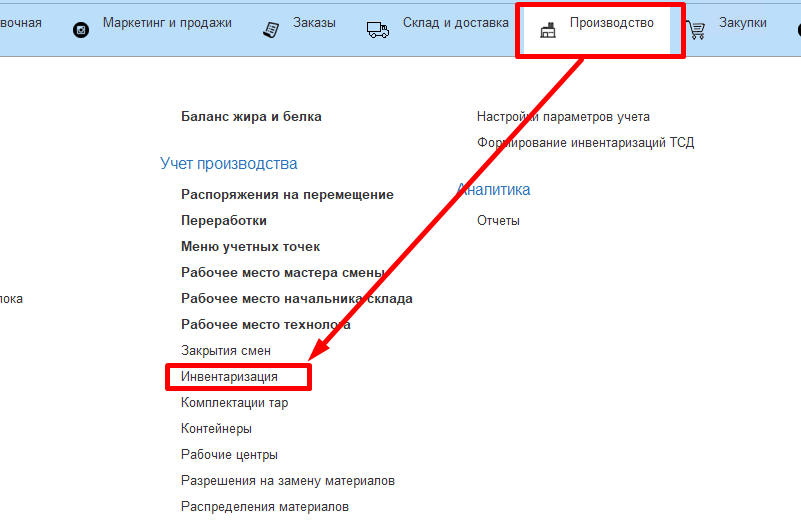 вочная
Маркетинг и продажи
Заказы
Склад и доставка
Производство
Закупки
Баланс жира и белка
Учет производства
Распоряжения на перемещение
Переработки
Меню учетных точек
Рабочее место мастера смены
Рабочее место начальника склада
Рабочее место технолога
Закрытия смен
Инвентаризация
Комплектации тар
Контейнеры
Рабочие центры
Разрешения на замену материалов
Распределения материалов
Настройки параметров учета
Формирование инвентаризаций ТСД
Аналитика
Отчеты
лока